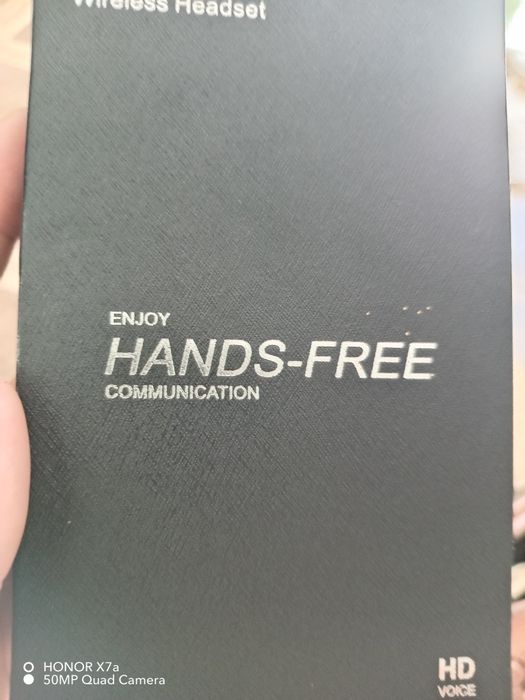 Wireless Headset
ENJOY
HANDS-FREE
COMMUNICATION
HD
VOICE
HONOR X7a
50MP Quad Camera